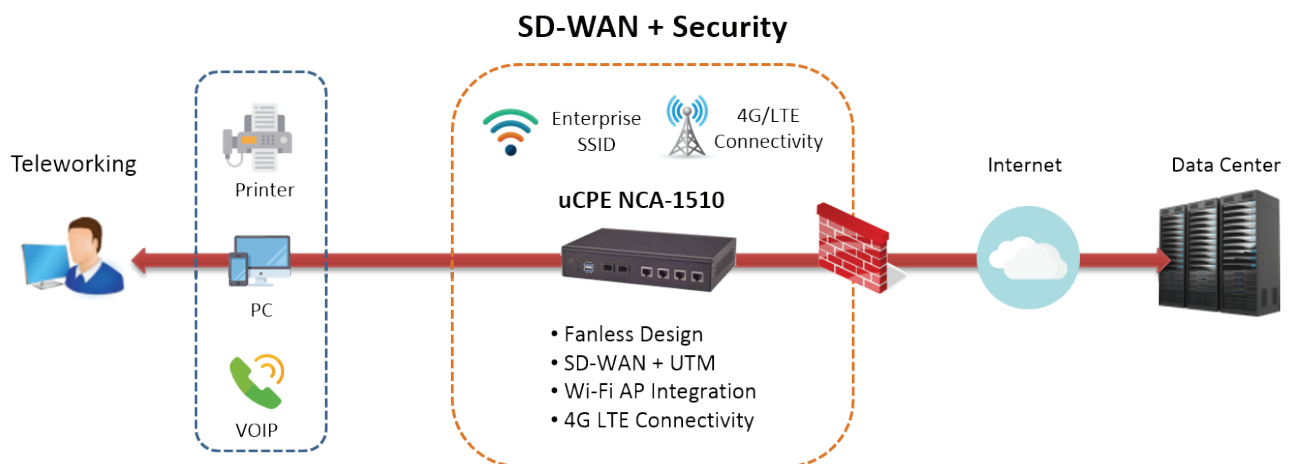 SD-WAN + Security
Teleworking
Printer
PC
VOIP
Enterprise
SSID
4G/LTE
Connectivity
uCPE NCA-1510
• Fanless Design
• SD-WAN + UTM
• Wi-Fi AP Integration
• 4G LTE Connectivity
Internet
Data Center